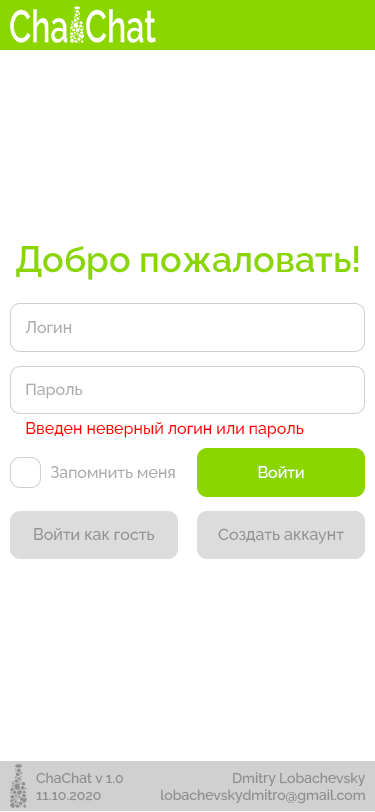 ChaChat
Добро пожаловать!
Логин
Пароль
Введен неверный логин или пароль
Запомнить меня
Войти
Войти как гость
Создать аккаунт
ChaChat v 1.0
Dmitry Lobachevsky
11.10.2020
lobachevskydmitro@gmail.com